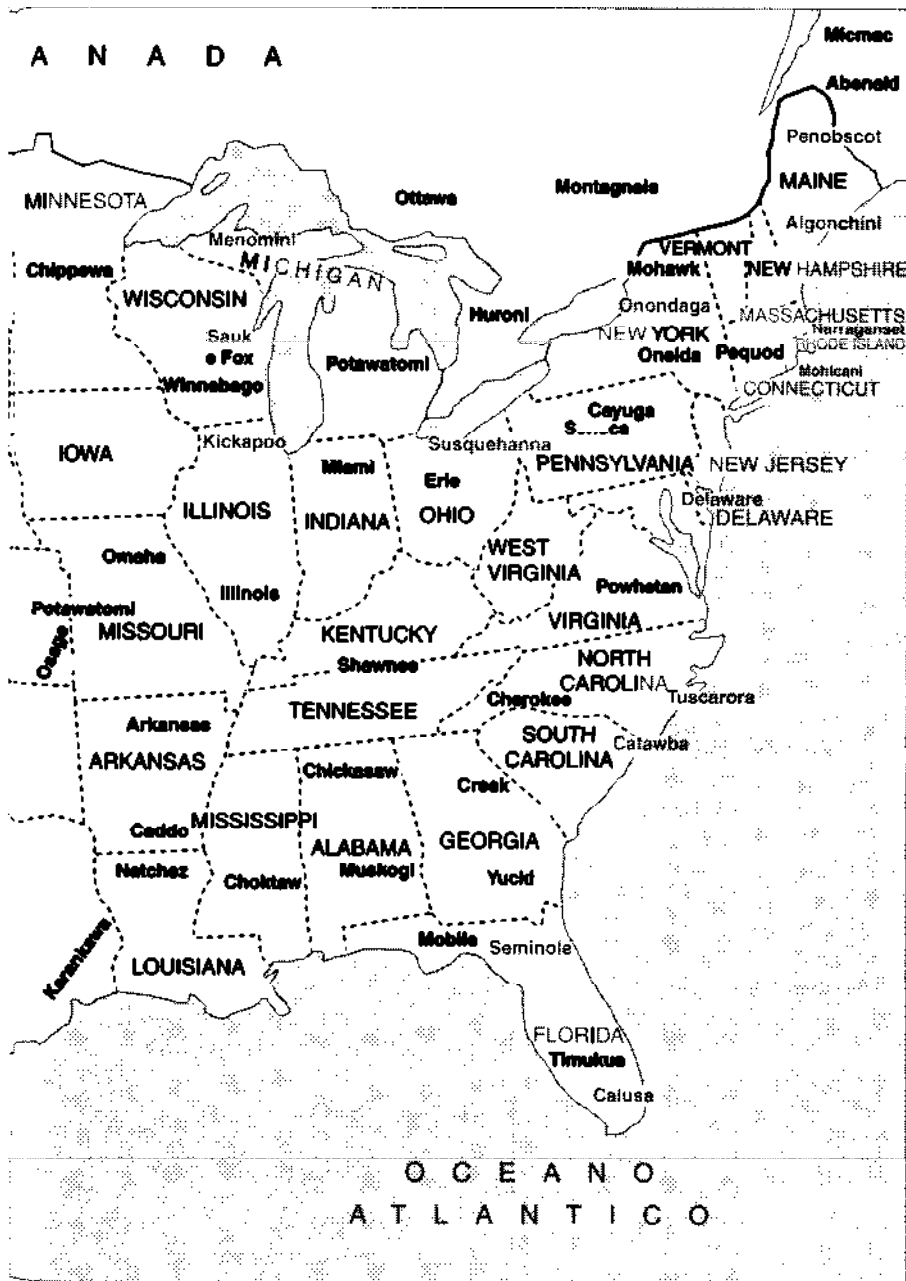 Micmac
A N A D A
Abenaki
Penobscot
MINNESOTA
Ottawa
Montagnais
MAINE
Algonchini
Menomini
MICHIGAN
VERMONT
Chippewa
Mohawk
NEW HAMPSHIRE
WISCONSIN
Onondaga
Huroni
MASSACHUSETTS
Sauk
NEW YORK
Narraganset
RHODE ISLAND
e Fox
Potawatomi
Oneida
Pequod
Winnebago
Mohicani
CONNECTICUT
Cayuga
Kickapoo
Susquehanna
IOWA
Miami
Erie
PENNSYLVANIA
NEW JERSEY
ILLINOIS
INDIANA
OHIO
Delaware
DELAWARE
Omaha
WEST
VIRGINIA
Illinois
Powhatan
Potawatomi
MISSOURI
KENTUCKY
VIRGINIA
Osage
Shawnee
NORTH
CAROLINA
Cherokee
Tuscarora
TENNESSEE
Arkansas
SOUTH
CAROLINA
Catawba
ARKANSAS
Chickasaw
Creek
Caddo
MISSISSIPPI
ALABAMA
GEORGIA
Natchez
Choktaw
Muskogi
Yucki
Karankawa
Mobile
Seminole
LOUISIANA
FLORIDA
Timukua
Calusa
O C E A N O
A T L A N T I C O